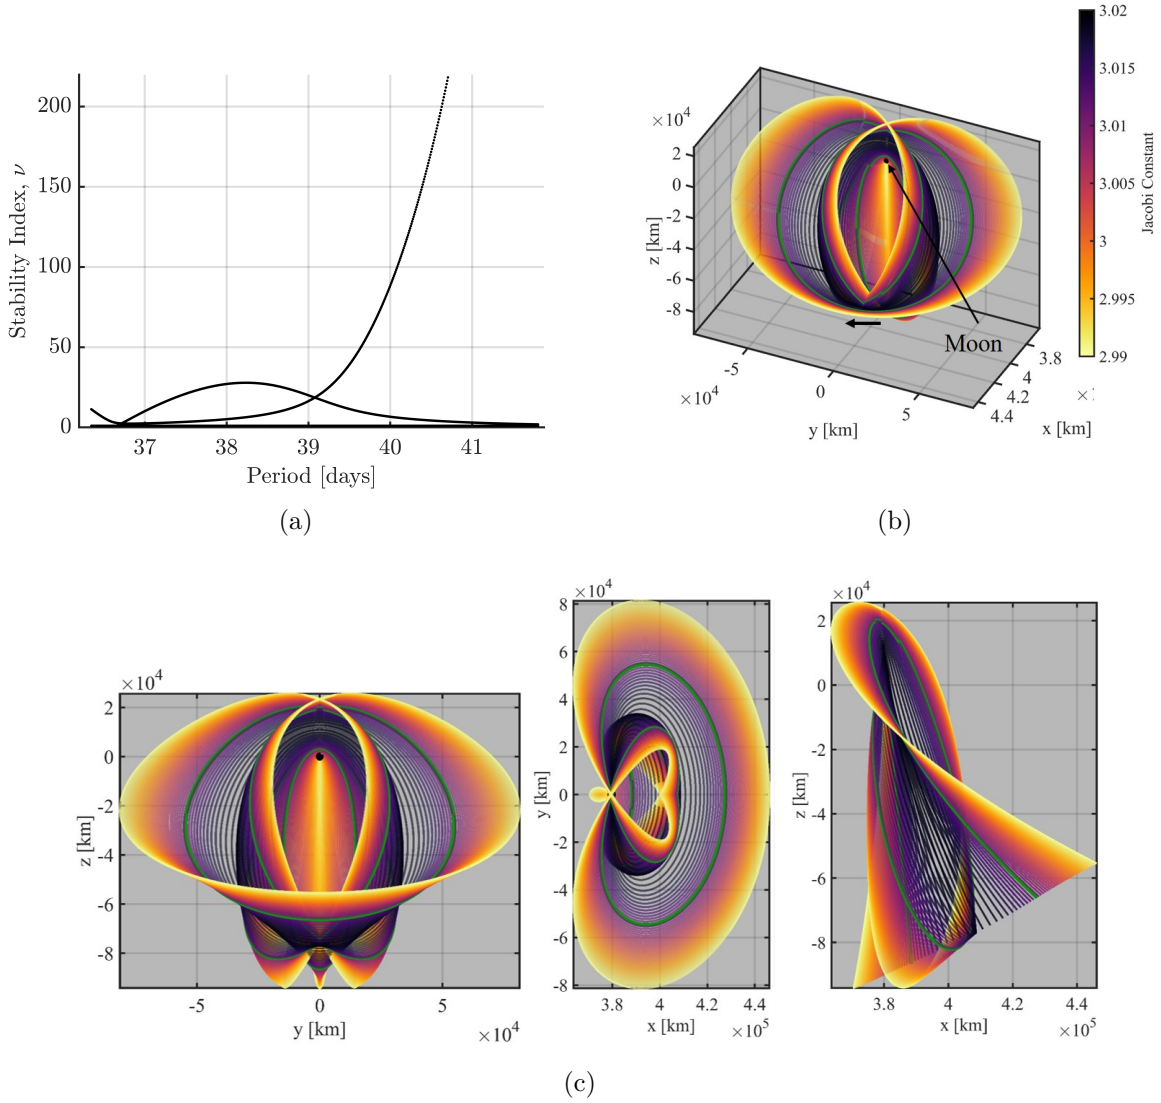 200
150
100
50
0
Stability Index, ν
37 38 39 40 41
Period [days]
(a)
×10⁴
2
0
-2
-4
-6
-8
z [km]
×10⁴
-5
0
5
y [km]
3.8
4
4.2
4.4
x [km]
Moon
3.02
3.015
3.01
3.005
3
2.995
2.99
Jacobi Constant
(b)
×10⁴
2
0
-2
-4
-6
-8
z [km]
-5 0 5
y [km]
×10⁴
×10⁴
8
6
4
2
0
-2
-4
-6
-8
y [km]
3.8 4 4.2 4.4
x [km]
×10⁵
×10⁴
2
0
-2
-4
-6
-8
z [km]
3.8 4 4.2 4.4
x [km]
×10⁵
(c)